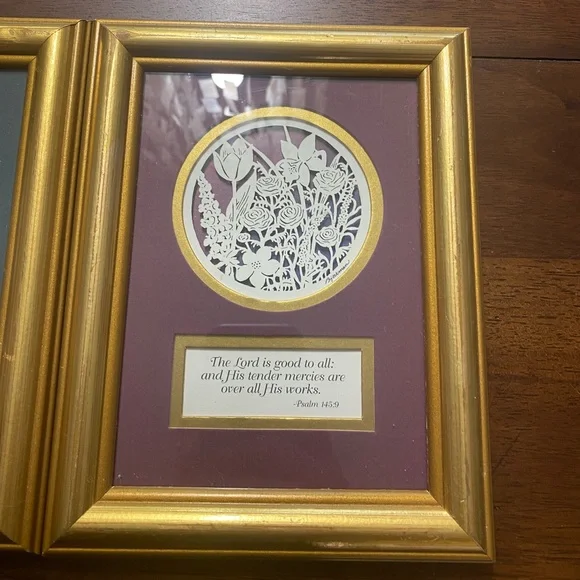 The Lord is good to all:
and His tender mercies are
over all His works.
-Psalm 145:9